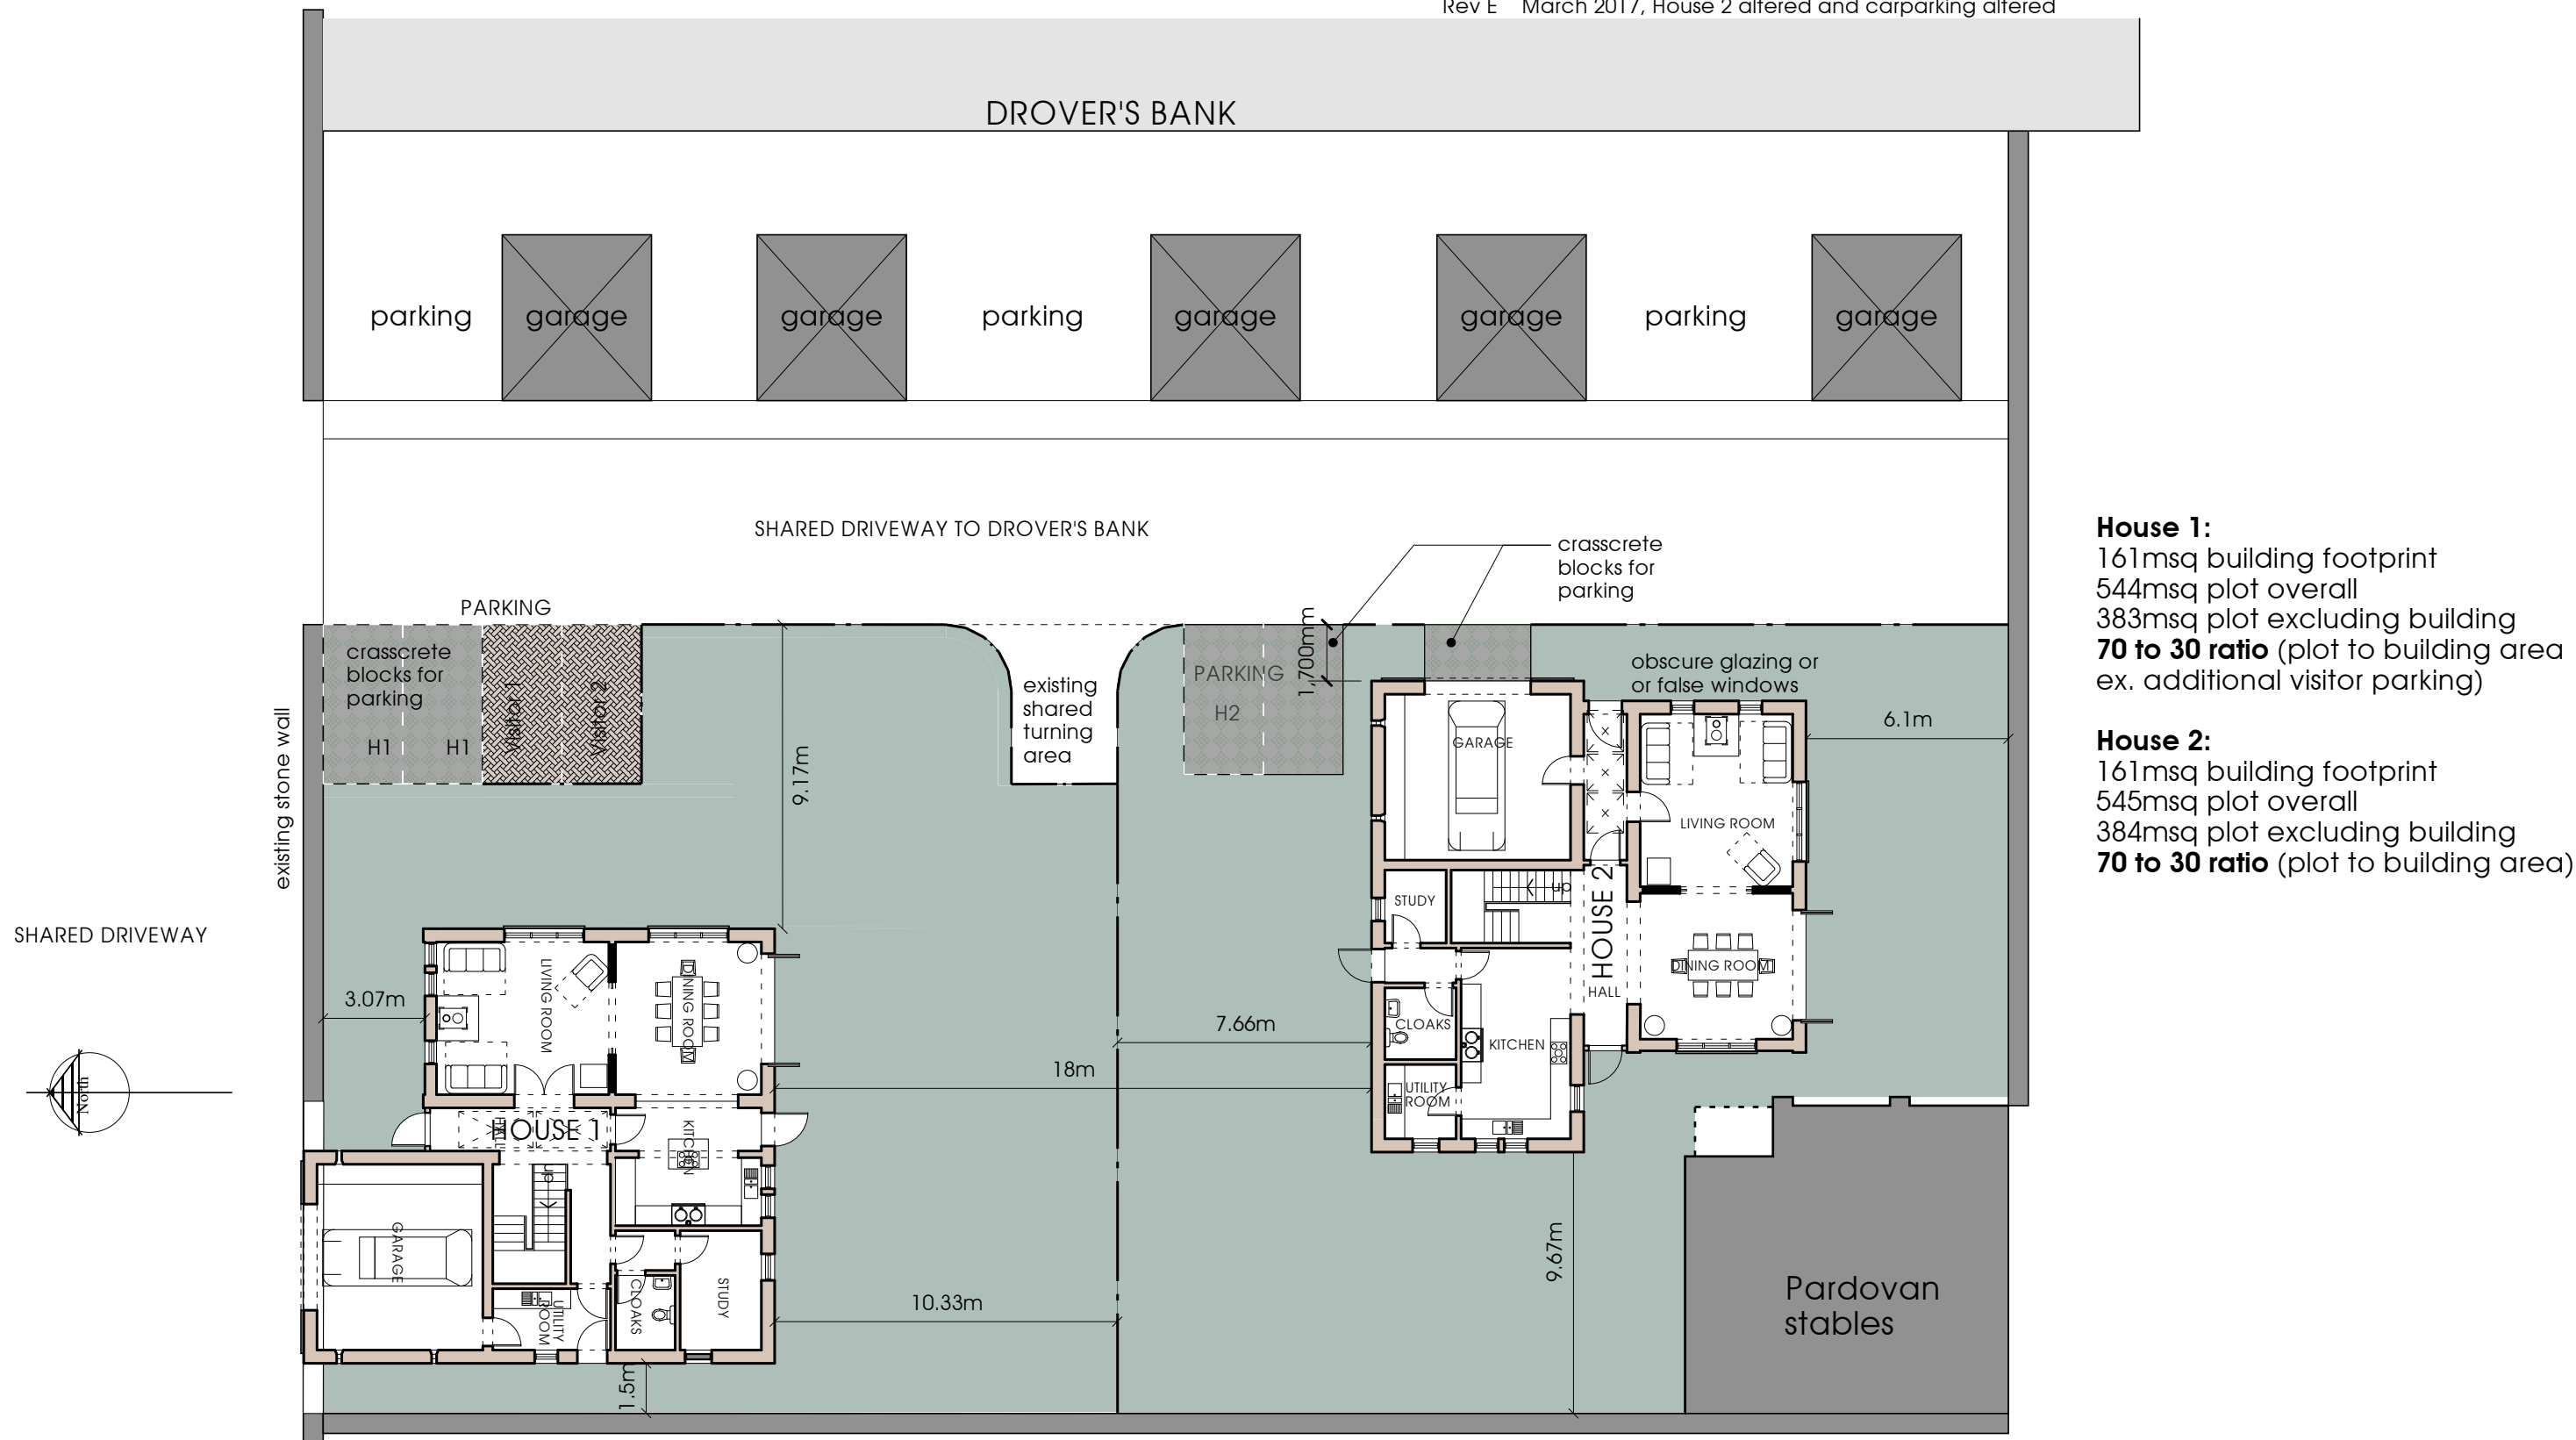 Rev E March 2017, House 2 altered and carparking altered
DROVER'S BANK
parking
garage
garage
parking
garage
garage
parking
garage
SHARED DRIVEWAY TO DROVER'S BANK
crasscrete
blocks for
parking
House 1:
161msq building footprint
544msq plot overall
383msq plot excluding building
70 to 30 ratio (plot to building area
ex. additional visitor parking)
House 2:
161msq building footprint
545msq plot overall
384msq plot excluding building
70 to 30 ratio (plot to building area)
PARKING
crasscrete
blocks for
parking
H1
H1
Visitor 1
Visitor 2
existing stone wall
9.17m
existing
shared
turning
area
PARKING
H2
1,700mm
obscure glazing or
or false windows
6.1m
GARAGE
LIVING ROOM
STUDY
up
HOUSE 2
HALL
DINING ROOM
CLOAKS
KITCHEN
UTILITY
ROOM
SHARED DRIVEWAY
3.07m
LIVING ROOM
DINING ROOM
7.66m
18m
North
HOUSE 1
HALL
KITCHEN
up
GARAGE
UTILITY
ROOM
CLOAKS
STUDY
10.33m
1.5m
9.67m
Pardovan
stables